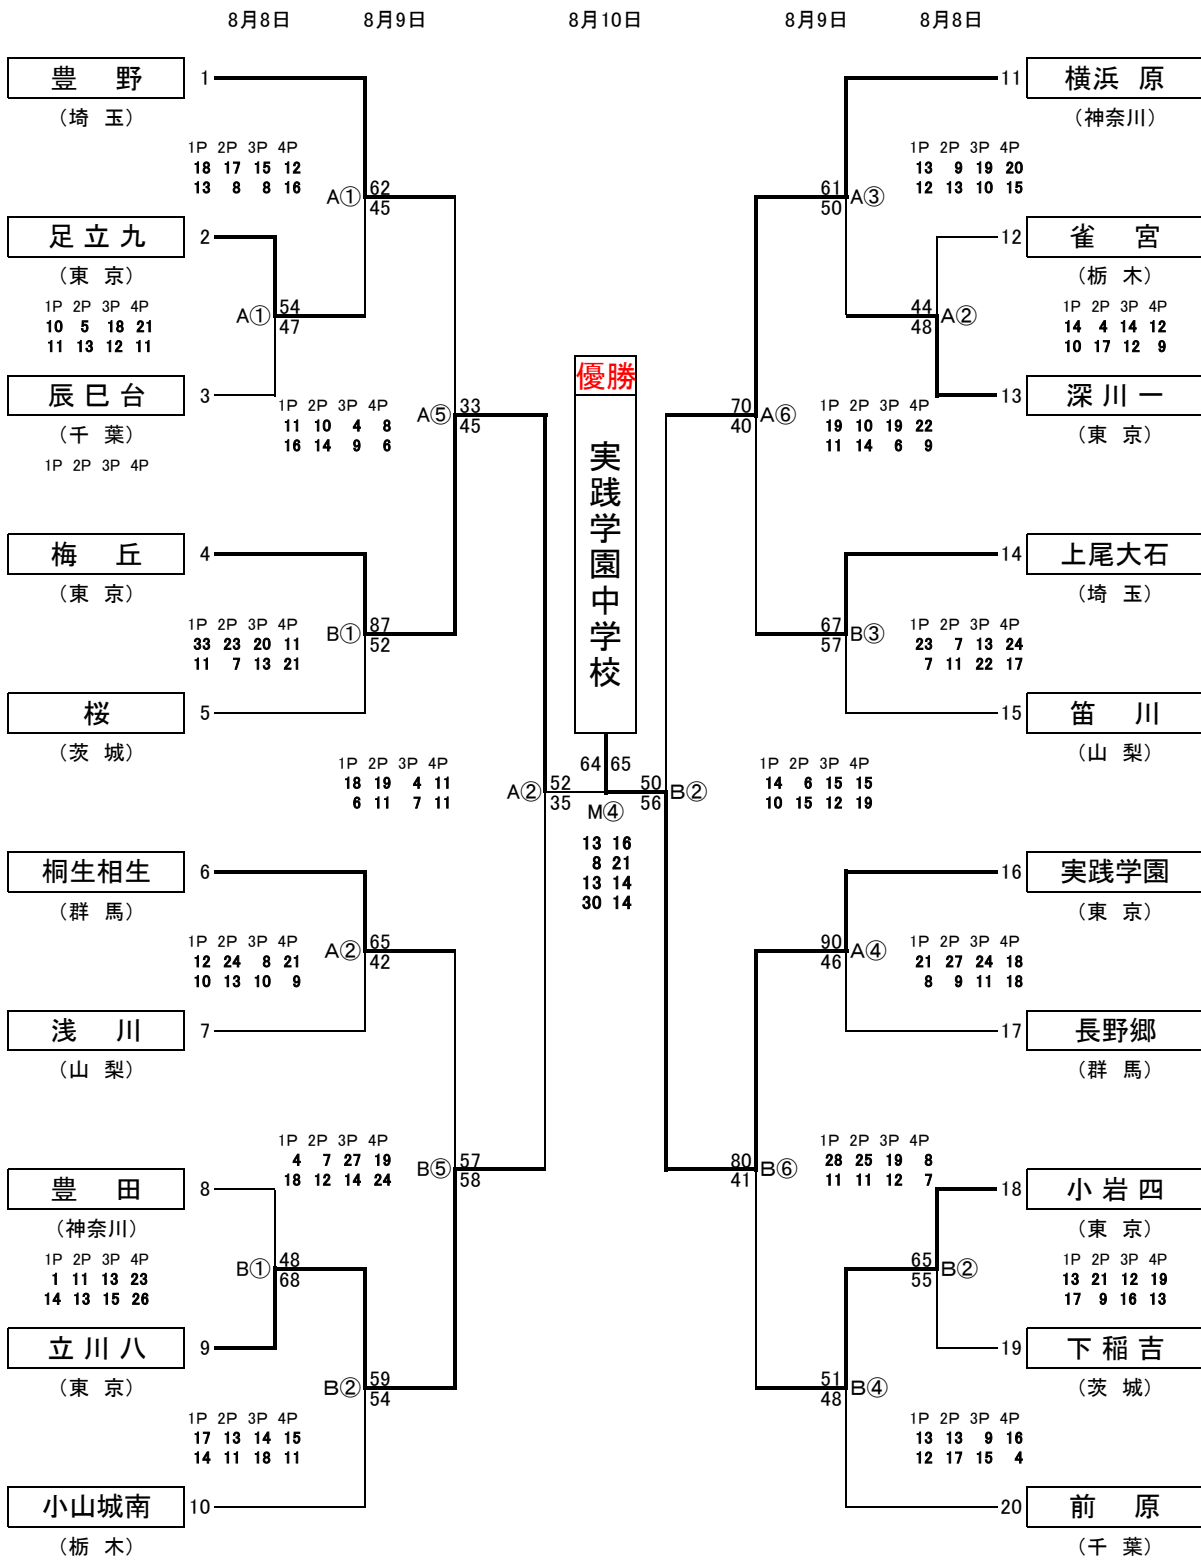 8月8日 8月9日 8月10日 8月9日 8月8日
豊 野 1
（埼 玉）
1P 2P 3P 4P
18 17 15 12
13 8 8 16
A① 62
45
足 立 九 2
（東 京）
1P 2P 3P 4P
10 5 18 21
11 13 12 11
A① 54
47
辰 巳 台 3
（千 葉）
1P 2P 3P 4P
1P 2P 3P 4P
11 10 4 8
16 14 9 6
A⑤ 33
45
梅 丘 4
（東 京）
1P 2P 3P 4P
33 23 20 11
11 7 13 21
B① 87
52
桜 5
（茨 城）
1P 2P 3P 4P
18 19 4 11
6 11 7 11
A② 52
35
桐生相生 6
（群 馬）
1P 2P 3P 4P
12 24 8 21
10 13 10 9
A② 65
42
浅 川 7
（山 梨）
1P 2P 3P 4P
4 7 27 19
18 12 14 24
B⑤ 57
58
豊 田 8
（神奈川）
1P 2P 3P 4P
1 11 13 23
14 13 15 26
B① 48
68
立 川 八 9
（東 京）
1P 2P 3P 4P
17 13 14 15
14 11 18 11
B② 59
54
小山城南 10
（栃 木）
優勝
実践学園中学校
64 65
M④
13 16
8 21
13 14
30 14
11 横浜 原
（神奈川）
1P 2P 3P 4P
13 9 19 20
12 13 10 15
61 A③
50
12 雀 宮
（栃 木）
1P 2P 3P 4P
14 4 14 12
10 17 12 9
44 A②
48
13 深 川 一
（東 京）
1P 2P 3P 4P
19 10 19 22
11 14 6 9
70 A⑥
40
14 上尾大石
（埼 玉）
1P 2P 3P 4P
23 7 13 24
7 11 22 17
67 B③
57
15 笛 川
（山 梨）
1P 2P 3P 4P
14 6 15 15
10 15 12 19
50 B②
56
16 実践学園
（東 京）
1P 2P 3P 4P
21 27 24 18
8 9 11 18
90 A④
46
17 長野郷
（群 馬）
1P 2P 3P 4P
28 25 19 8
11 11 12 7
80 B⑥
41
18 小 岩 四
（東 京）
1P 2P 3P 4P
13 21 12 19
17 9 16 13
65 B②
55
19 下 稲 吉
（茨 城）
1P 2P 3P 4P
13 13 9 16
12 17 15 4
51 B④
48
20 前 原
（千 葉）